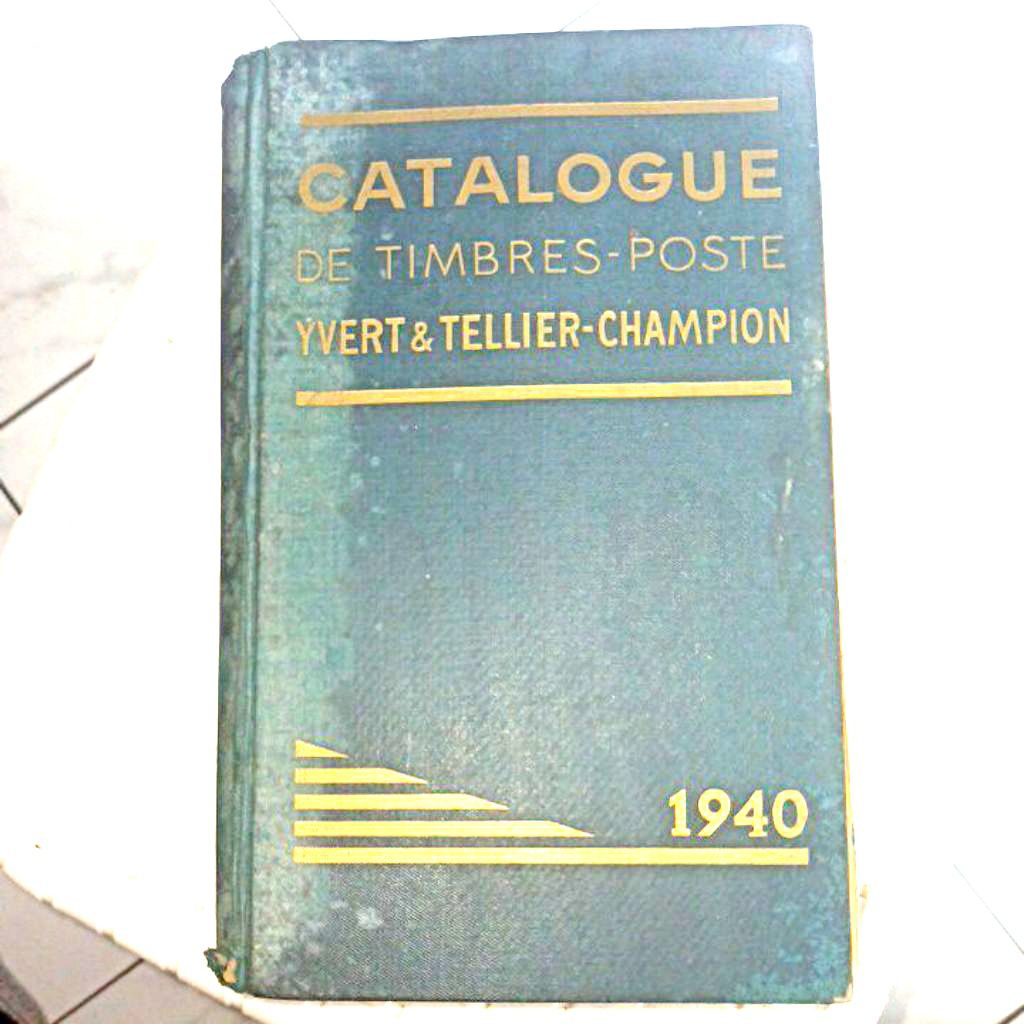 CATALOGUE
DE TIMBRES-POSTE
YVERT & TELLIER-CHAMPION
1940